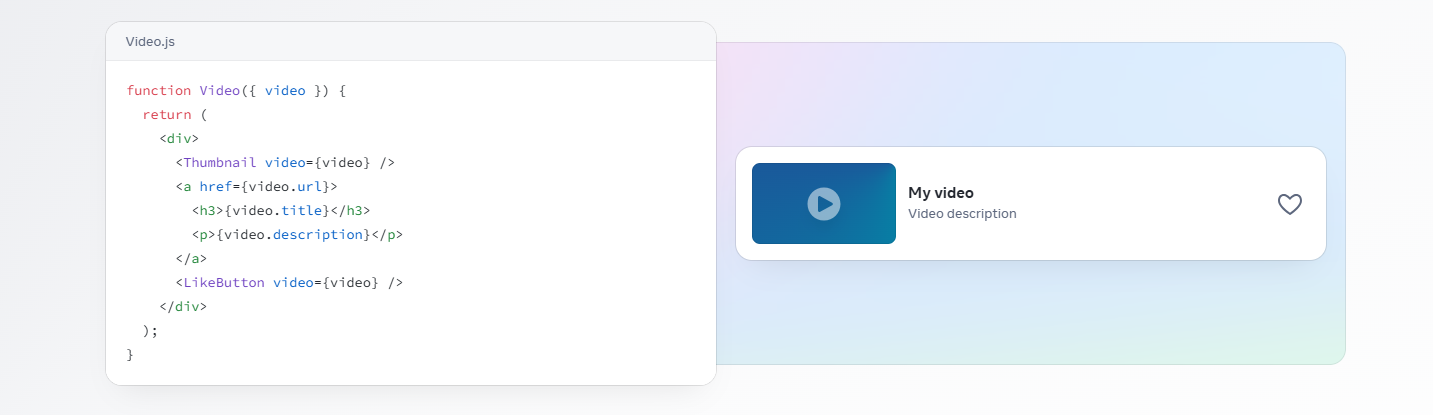 Video.js
function Video({ video }) {
  return (
    <div>
      <Thumbnail video={video} />
      <a href={video.url}>
        <h3>{video.title}</h3>
        <p>{video.description}</p>
      </a>
      <LikeButton video={video} />
    </div>
  );
}
My video
Video description